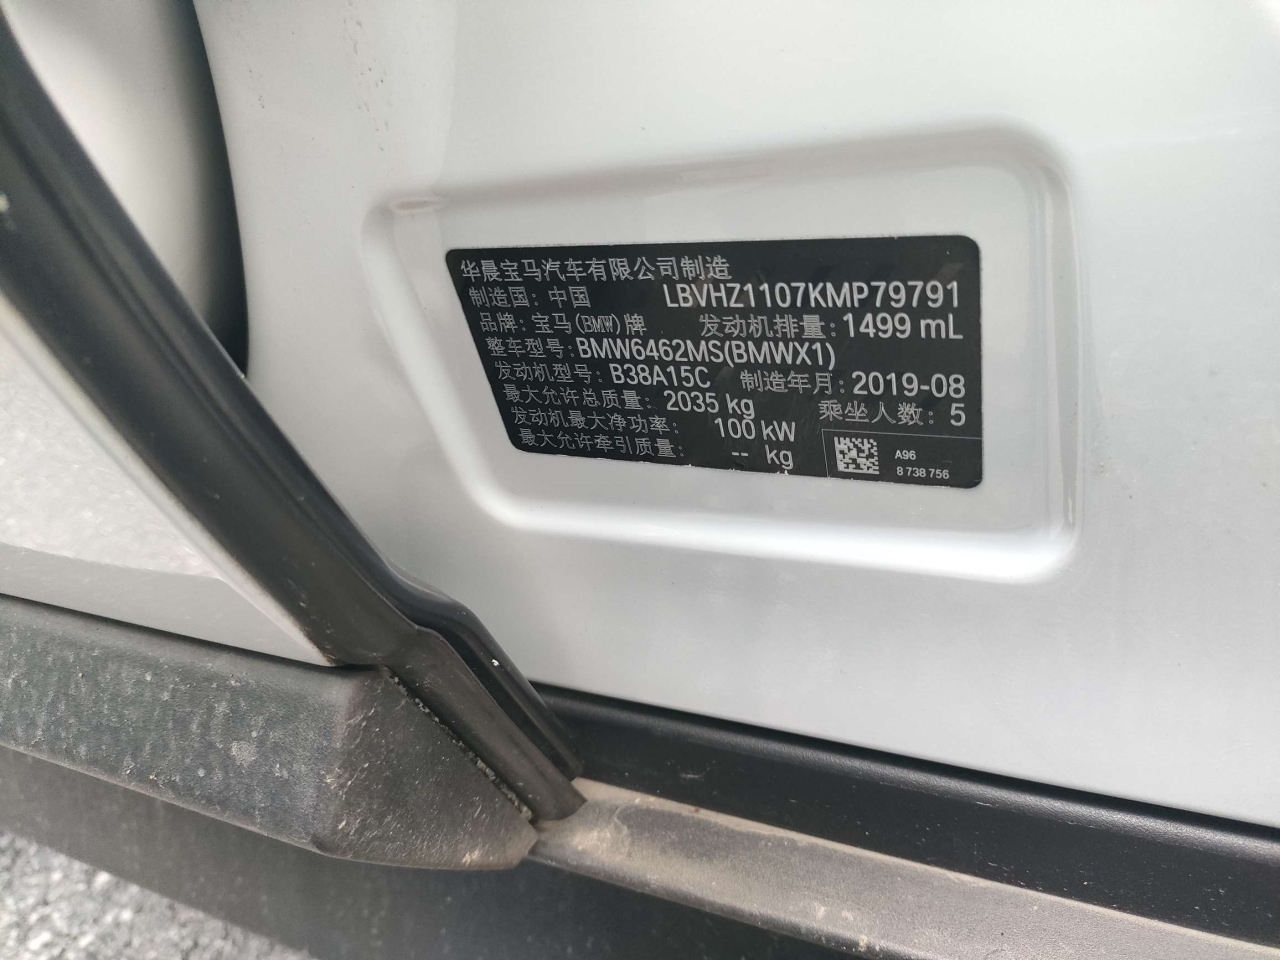 华晨宝马汽车有限公司制造
制造国: 中国 LBVHZ1107KMP79791
品牌: 宝马(BMW)牌 发动机排量: 1499 mL
整车型号: BMW6462MS(BMWX1)
发动机型号: B38A15C 制造年月: 2019-08
最大允许总质量: 2035 kg 乘坐人数: 5
发动机最大净功率: 100 kW
最大允许牵引质量: -- kg
A96
8 738 756